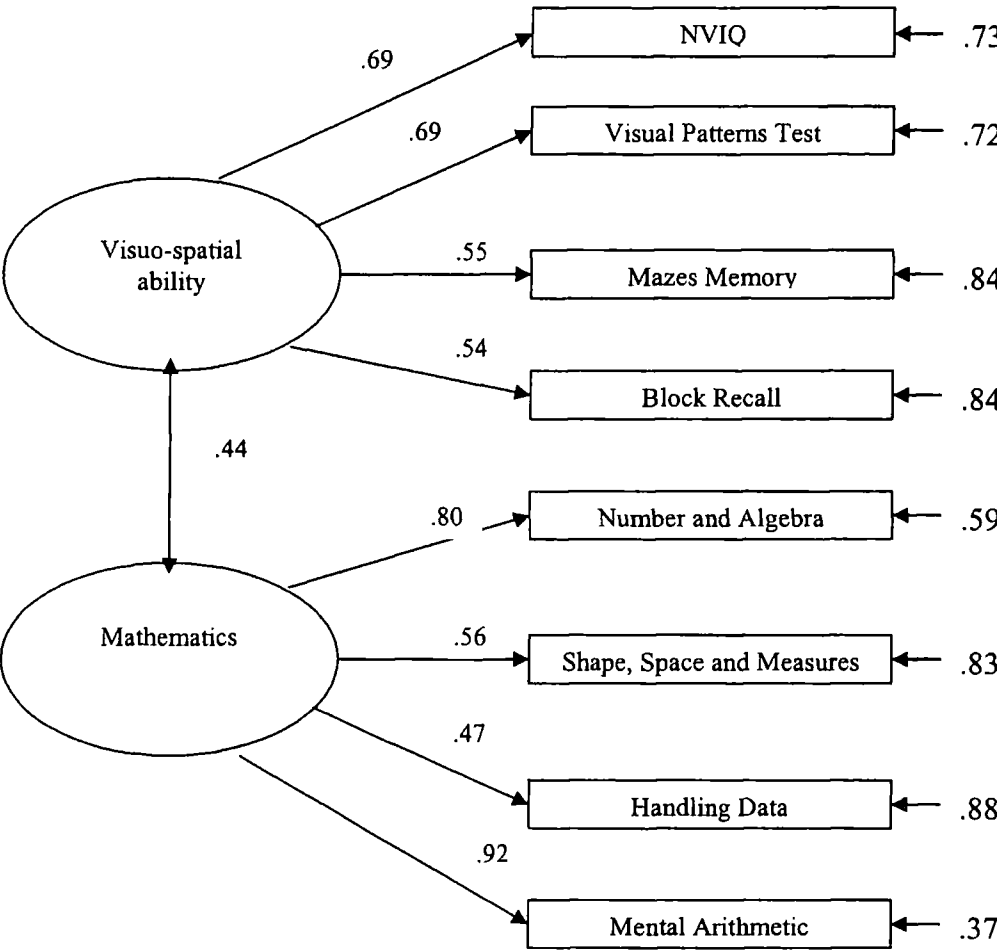 NVIQ
.73
.69
Visual Patterns Test
.72
.69
Visuo-spatial
ability
.55
Mazes Memory
.84
.54
Block Recall
.84
.44
.80
Number and Algebra
.59
Mathematics
.56
Shape, Space and Measures
.83
.47
Handling Data
.88
.92
Mental Arithmetic
.37